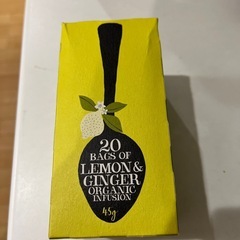 20
BAGS OF
LEMON &
GINGER
ORGANIC
INFUSION
45g